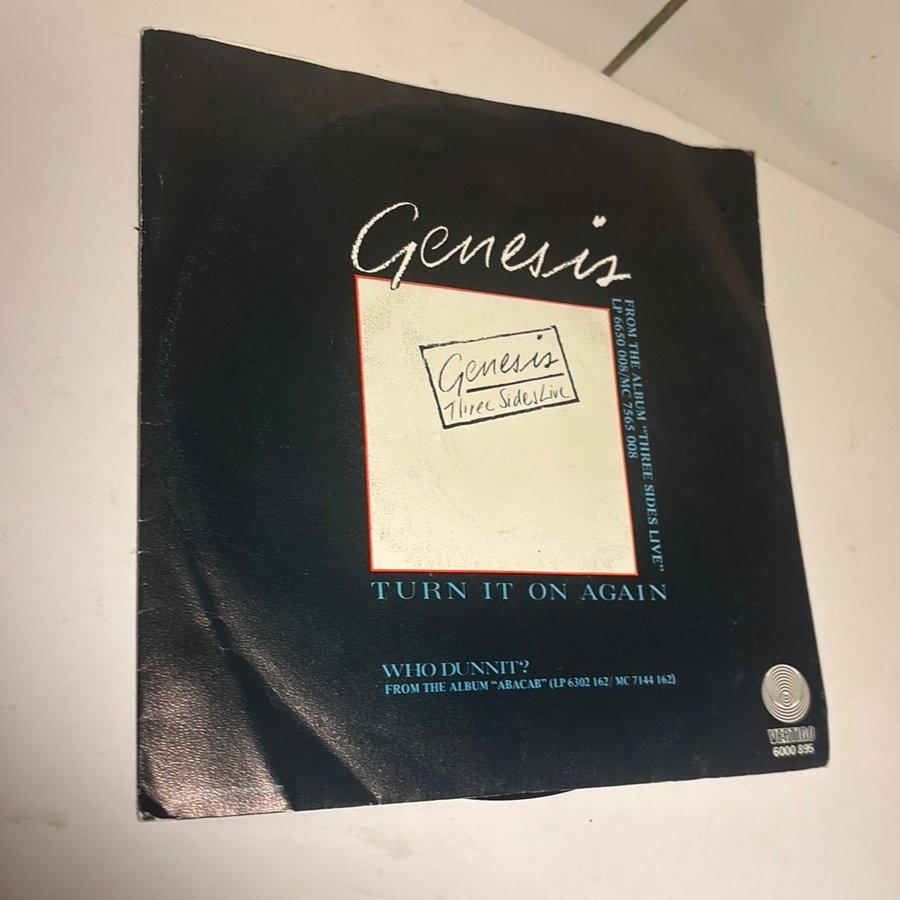 Genesis
Genesis
Three Sides Live
FROM THE ALBUM "THREE SIDES LIVE"
LP 6650 008/MC 7565 008
TURN IT ON AGAIN
WHO DUNNIT?
FROM THE ALBUM "ABACAB" (LP 6302 162/ MC 7144 162)
VERTIGO
6000 895